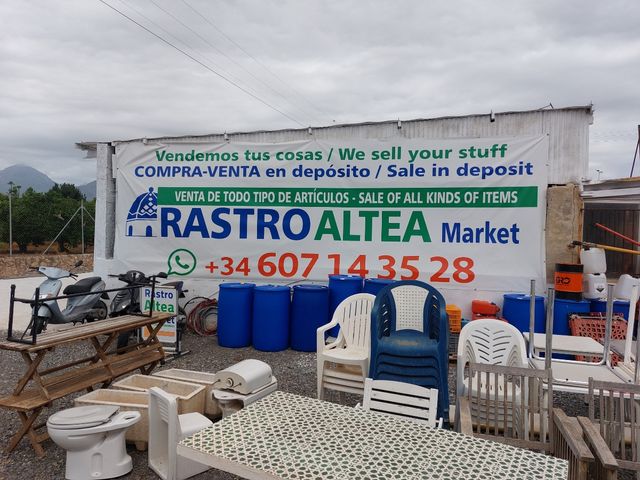 Vendemos tus cosas / We sell your stuff
COMPRA-VENTA en depósito / Sale in deposit
VENTA DE TODO TIPO DE ARTÍCULOS - SALE OF ALL KINDS OF ITEMS
RASTRO ALTEA Market
+34 607 14 35 28
Rastro
Altea
Market